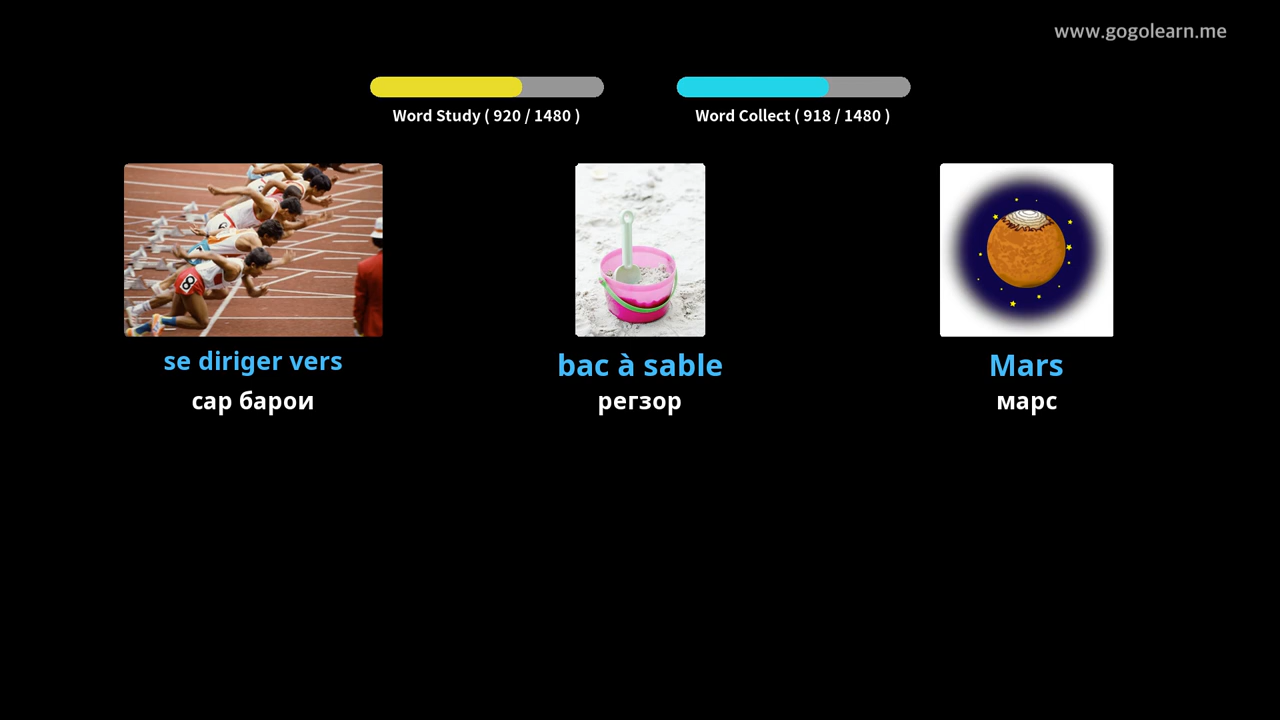 www.gogolearn.me
Word Study ( 920 / 1480 )
Word Collect ( 918 / 1480 )
8
se diriger vers
bac à sable
Mars
сар барои
регзор
марс